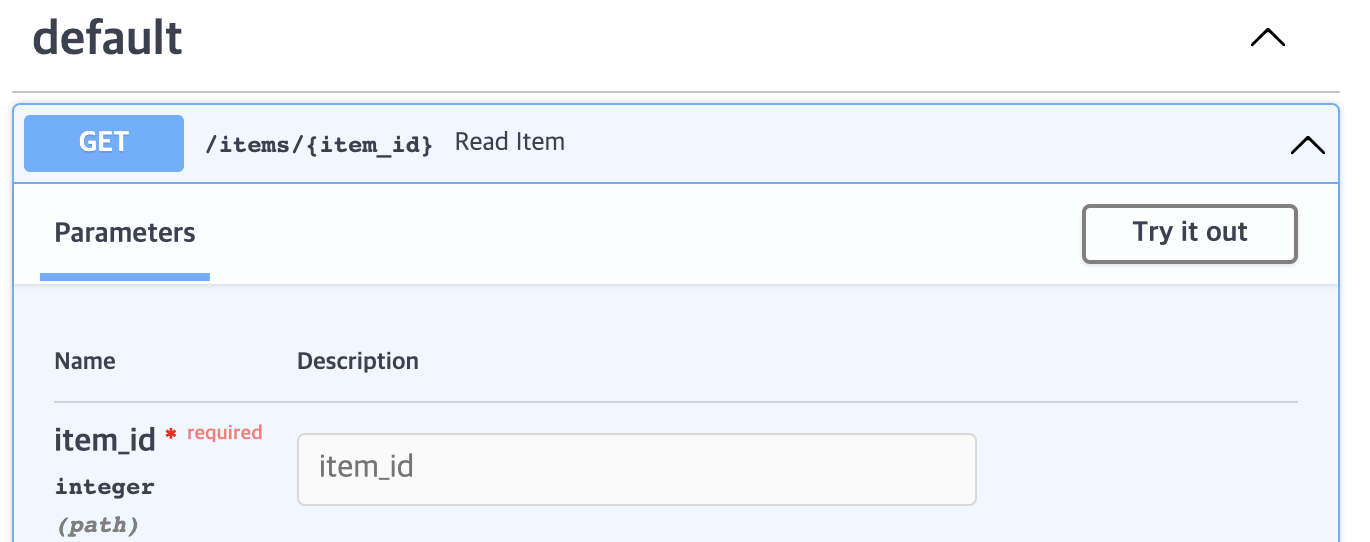 default
GET /items/{item_id} Read Item
Parameters Try it out
Name Description
item_id * required item_id
integer
(path)